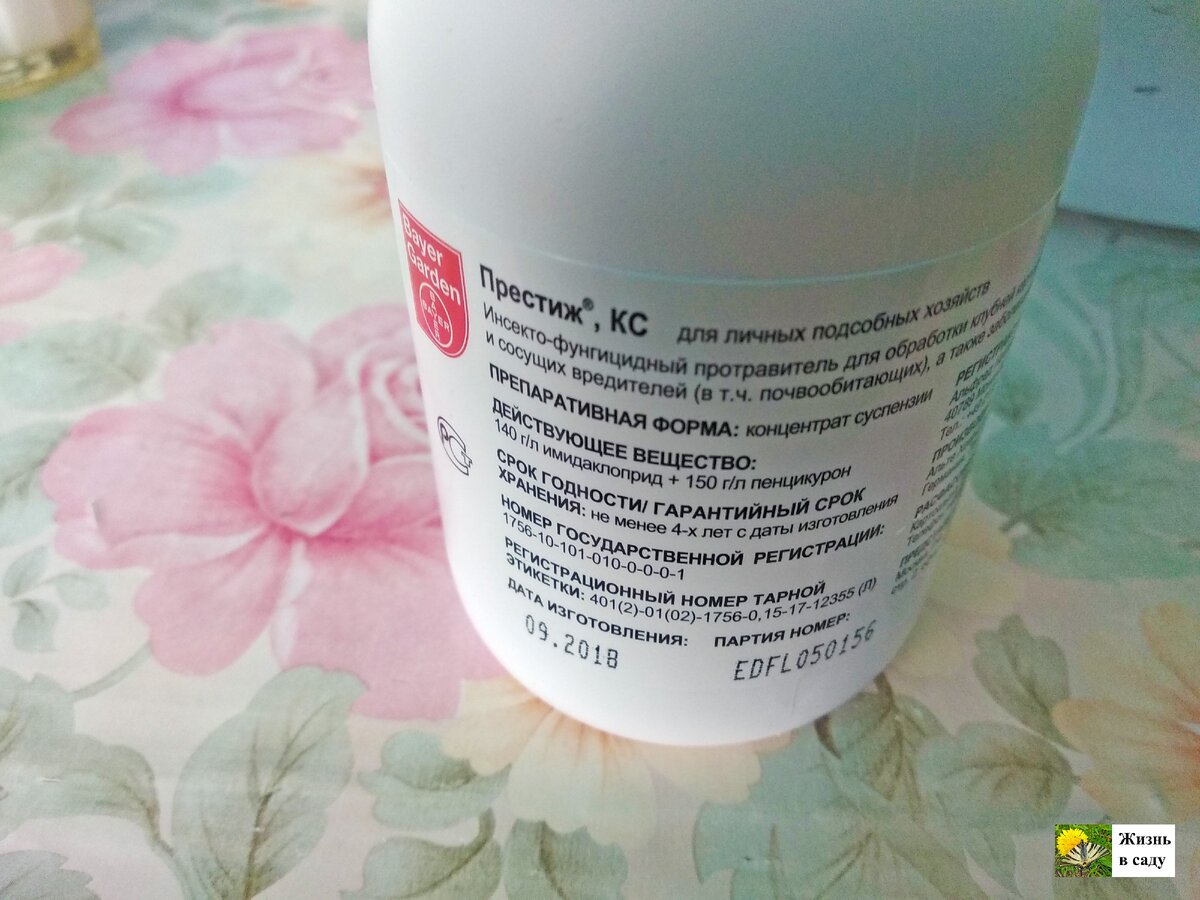 Bayer
Garden
BAYER
BAYER
Престиж®, КС для личных подсобных хозяйств
Инсекто-фунгицидный протравитель для обработки клубней
и сосущих вредителей (в т.ч. почвообитающих), а также
ПРЕПАРАТИВНАЯ ФОРМА: концентрат суспензии
ДЕЙСТВУЮЩЕЕ ВЕЩЕСТВО:
140 г/л имидаклоприд + 150 г/л пенцикурон
СРОК ГОДНОСТИ/ ГАРАНТИЙНЫЙ СРОК
ХРАНЕНИЯ: не менее 4-х лет с даты изготовления
НОМЕР ГОСУДАРСТВЕННОЙ РЕГИСТРАЦИИ:
1756-10-101-010-0-0-0-1
РЕГИСТРАЦИОННЫЙ НОМЕР ТАРНОЙ
ЭТИКЕТКИ: 401(2)-01(02)-1756-0,15-17-12355 (Л)
ДАТА ИЗГОТОВЛЕНИЯ: ПАРТИЯ НОМЕР:
09.2018 EDFL050156
Жизнь
в саду